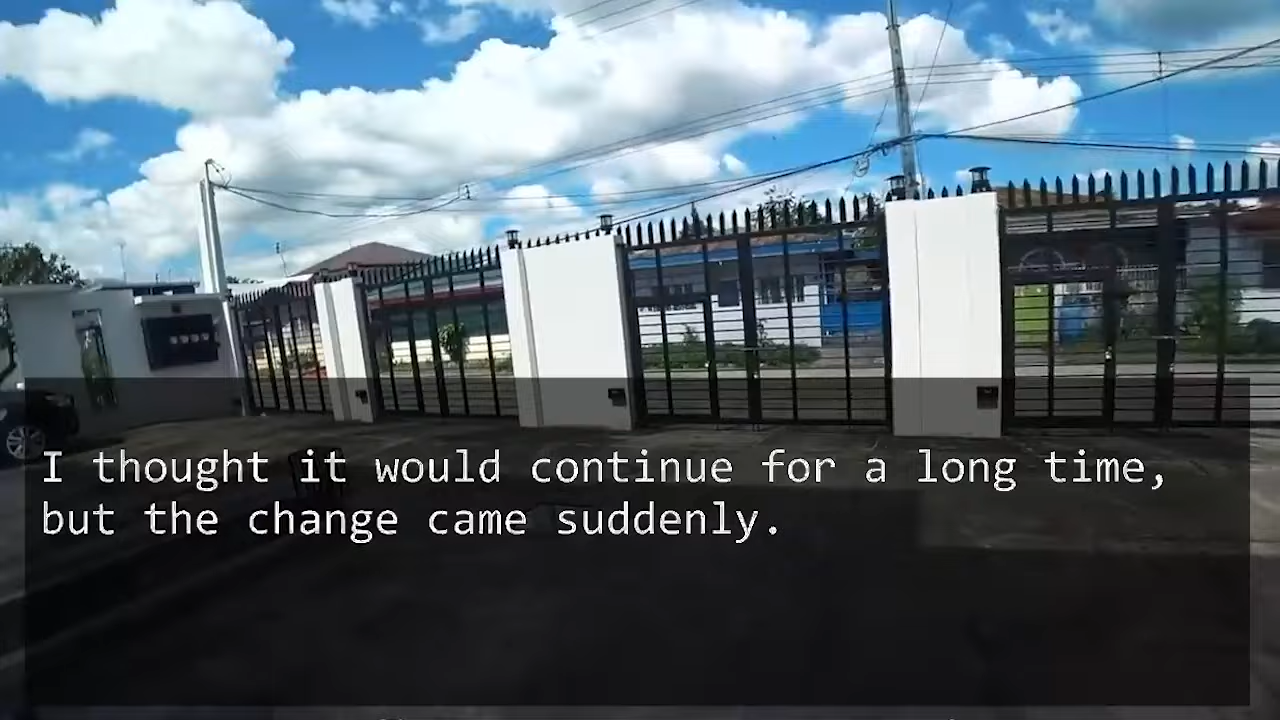 I thought it would continue for a long time,
but the change came suddenly.